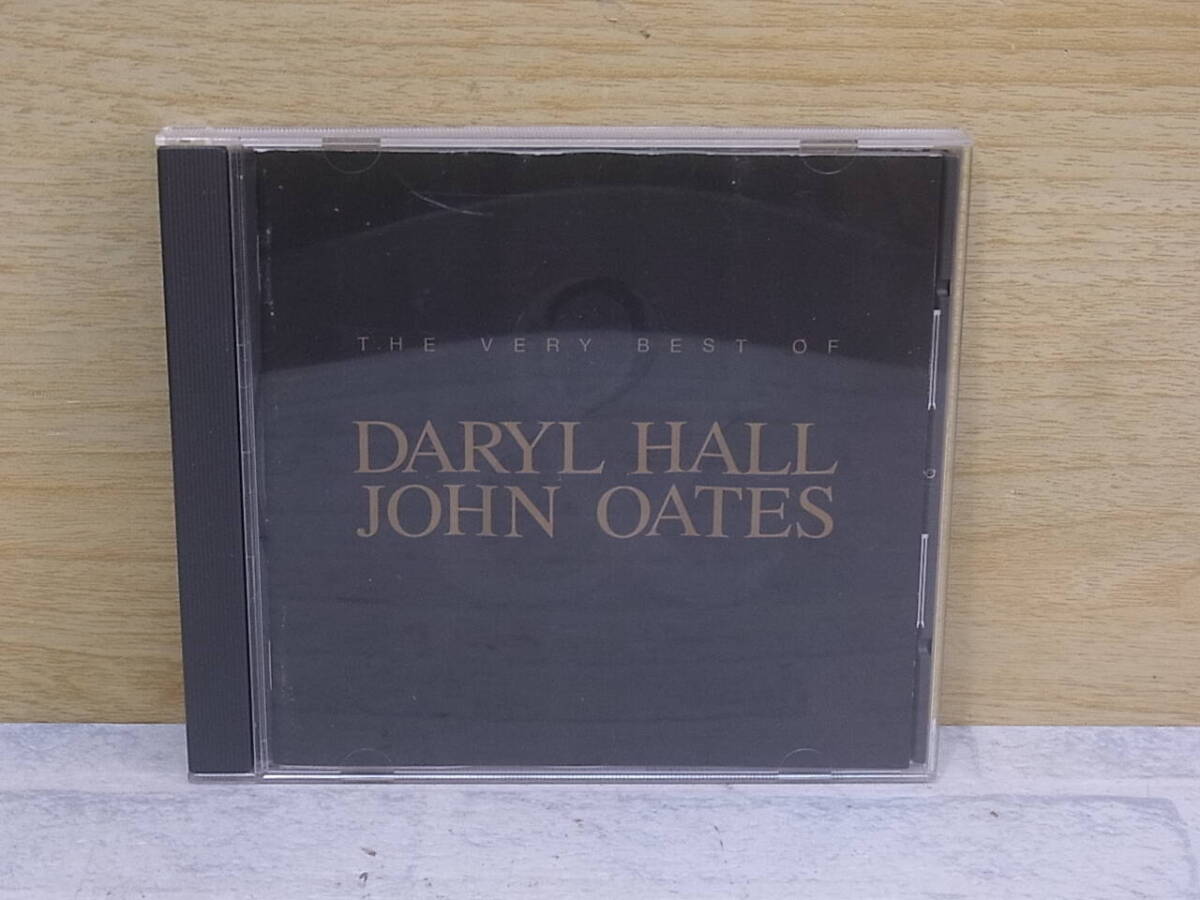 THE VERY BEST OF
DARYL HALL
JOHN OATES